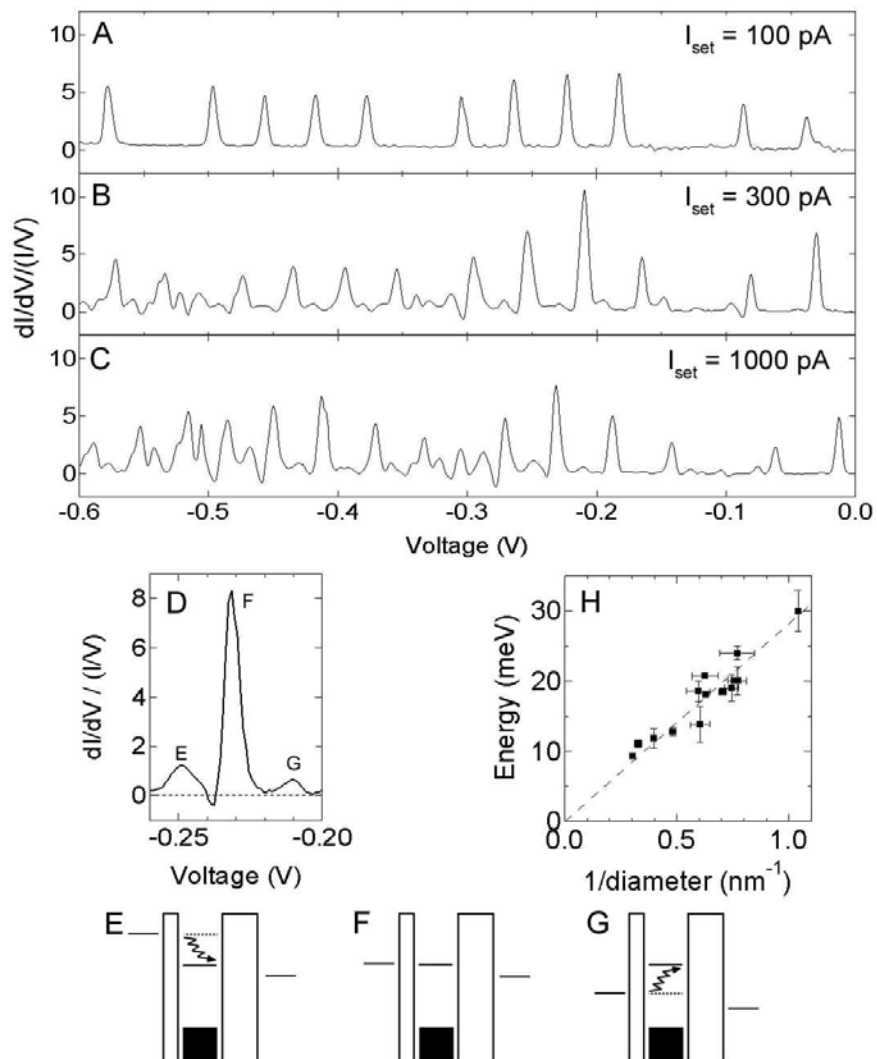 A
I_set = 100 pA
10
5
0
B
I_set = 300 pA
10
5
0
dI/dV/(I/V)
C
I_set = 1000 pA
10
5
0
-0.6 -0.5 -0.4 -0.3 -0.2 -0.1 0.0
Voltage (V)
D
8
6
4
2
0
E F G
dI/dV / (I/V)
-0.25 -0.20
Voltage (V)
H
30
20
10
0
Energy (meV)
0.0 0.5 1.0
1/diameter (nm⁻¹)
E F G